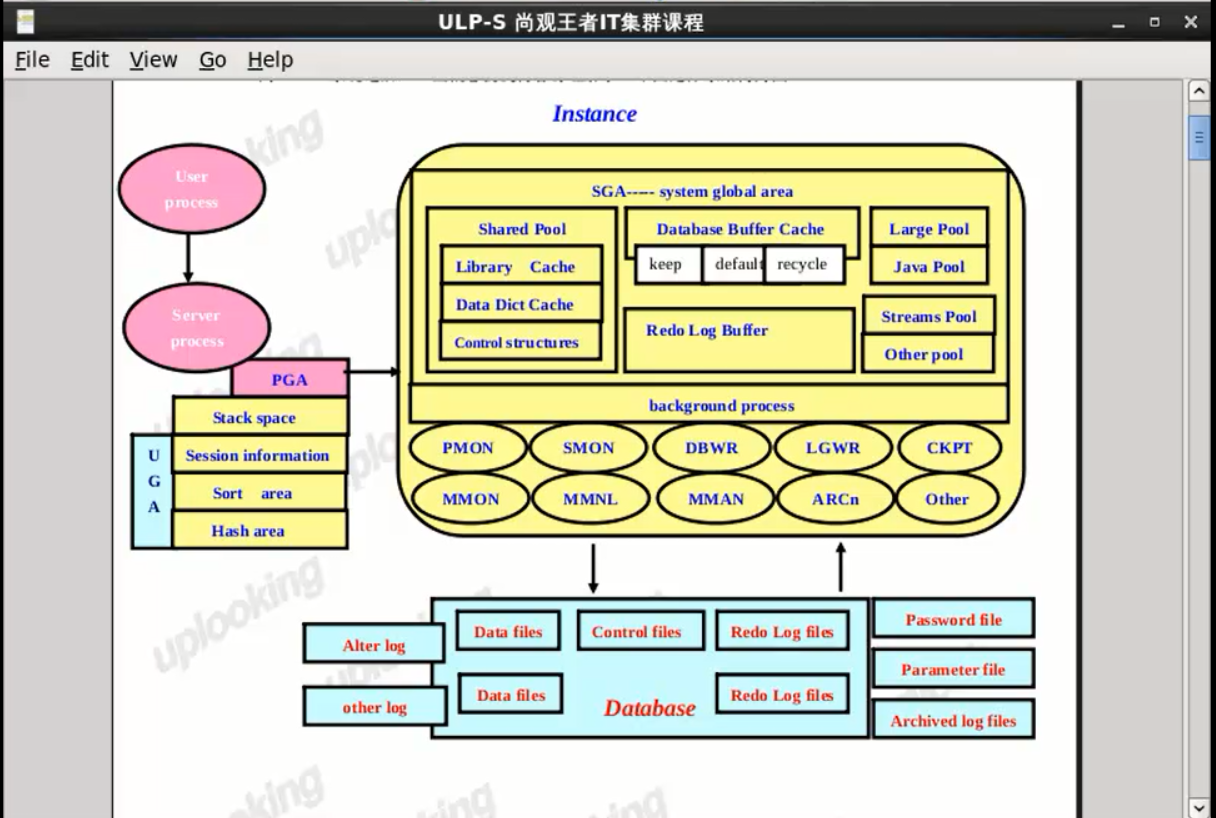 ULP-S 尚观王者IT集群课程
File Edit View Go Help
Instance
User
process
Server
process
PGA
Stack space
U
G
A
Session information
Sort area
Hash area
SGA----- system global area
Shared Pool
Library Cache
Data Dict Cache
Control structures
Database Buffer Cache
keep
default
recycle
Redo Log Buffer
Large Pool
Java Pool
Streams Pool
Other pool
background process
PMON
SMON
DBWR
LGWR
CKPT
MMON
MMNL
MMAN
ARCn
Other
Alter log
other log
Data files
Control files
Redo Log files
Data files
Database
Redo Log files
Password file
Parameter file
Archived log files
uplooking
uplooking